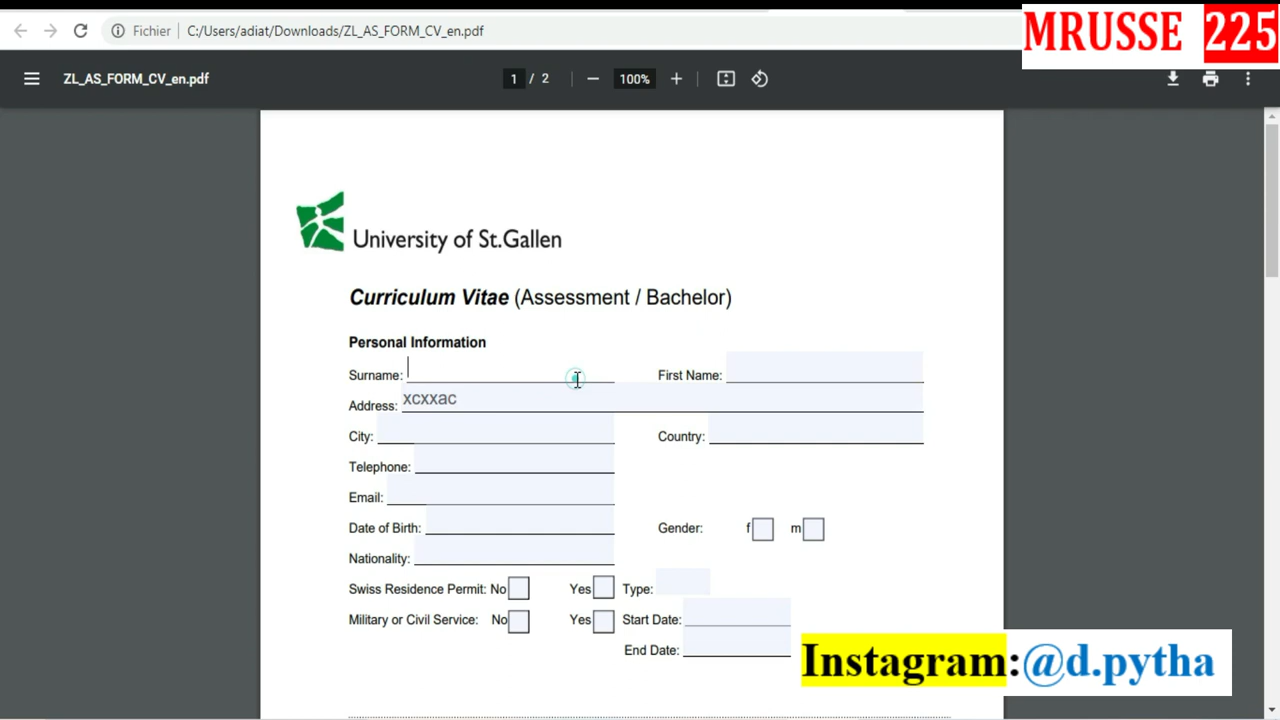 MRUSSE 225
Fichier C:/Users/adiat/Downloads/ZL_AS_FORM_CV_en.pdf
ZL_AS_FORM_CV_en.pdf 1 / 2 100%
University of St.Gallen
Curriculum Vitae (Assessment / Bachelor)
Personal Information
Surname: First Name:
Address: xcxxac
City: Country:
Telephone:
Email:
Date of Birth: Gender: f m
Nationality:
Swiss Residence Permit: No Yes Type:
Military or Civil Service: No Yes Start Date:
End Date:
Instagram:@d.pytha